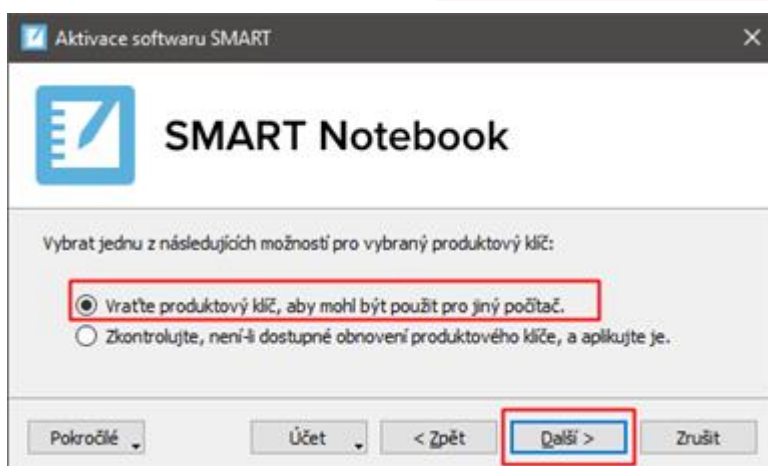 Aktivace softwaru SMART
SMART Notebook
Vybrat jednu z následujících možností pro vybraný produktový klíč:
Vraťte produktový klíč, aby mohl být použit pro jiný počítač.
Zkontrolujte, není-li dostupné obnovení produktového klíče, a aplikujte je.
Pokročilé Účet < Zpět Další > Zrušit